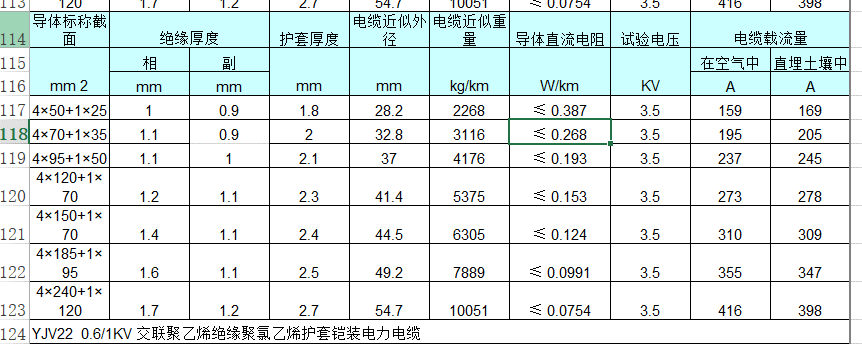 113 120 1.7 1.2 2.7 54.7 10051 ≤ 0.0754 3.5 416 398
114 导体标称截面 绝缘厚度 护套厚度 电缆近似外径 电缆近似重量 导体直流电阻 试验电压 电缆载流量
115 相 副 在空气中 直埋土壤中
116 mm 2 mm mm mm mm kg/km W/km KV A A
117 4×50+1×25 1 0.9 1.8 28.2 2268 ≤ 0.387 3.5 159 169
118 4×70+1×35 1.1 0.9 2 32.8 3116 ≤ 0.268 3.5 195 205
119 4×95+1×50 1.1 1 2.1 37 4176 ≤ 0.193 3.5 237 245
120 4×120+1×70 1.2 1.1 2.3 41.4 5375 ≤ 0.153 3.5 273 278
121 4×150+1×70 1.4 1.1 2.4 44.5 6305 ≤ 0.124 3.5 310 309
122 4×185+1×95 1.6 1.1 2.5 49.2 7889 ≤ 0.0991 3.5 355 347
123 4×240+1×120 1.7 1.2 2.7 54.7 10051 ≤ 0.0754 3.5 416 398
124 YJV22 0.6/1KV 交联聚乙烯绝缘聚氯乙烯护套铠装电力电缆